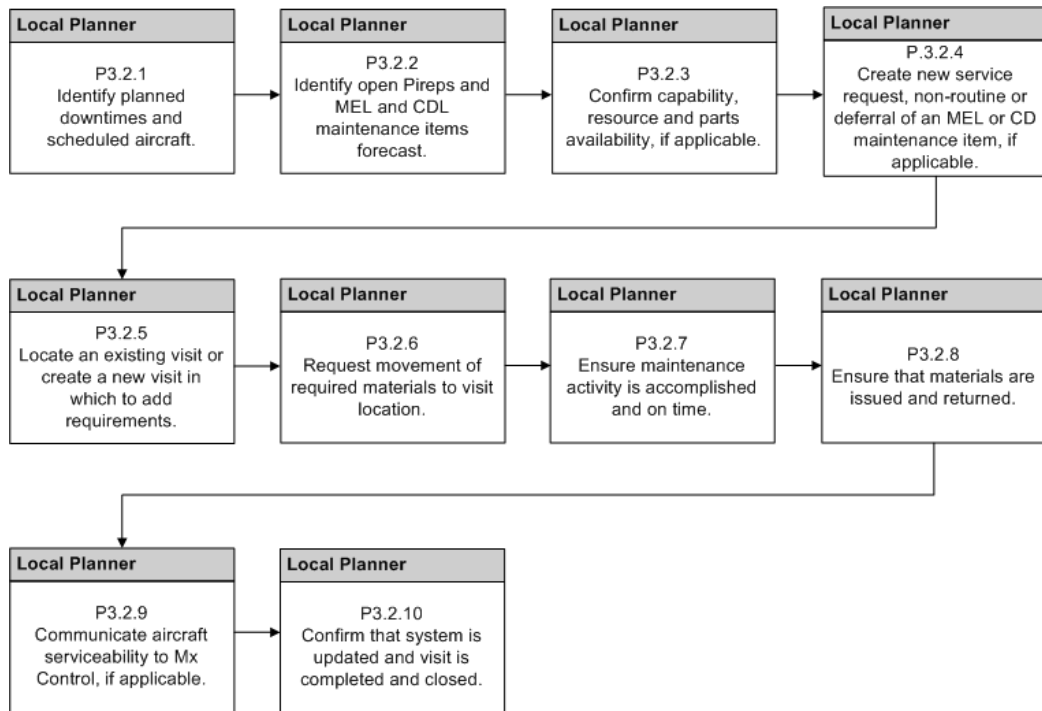 Local Planner
P3.2.1
Identify planned
downtimes and
scheduled aircraft.
Local Planner
P3.2.2
Identify open Pireps
and MEL and CDL
maintenance items
forecast.
Local Planner
P3.2.3
Confirm capability,
resource and parts
availability, if applicable.
Local Planner
P.3.2.4
Create new service
request, non-routine or
deferral of an MEL or CD
maintenance item, if
applicable.
Local Planner
P3.2.5
Locate an existing visit or
create a new visit in
which to add
requirements.
Local Planner
P3.2.6
Request movement of
required materials to visit
location.
Local Planner
P3.2.7
Ensure maintenance
activity is accomplished
and on time.
Local Planner
P3.2.8
Ensure that materials are
issued and returned.
Local Planner
P3.2.9
Communicate aircraft
serviceability to Mx
Control, if applicable.
Local Planner
P3.2.10
Confirm that system is
updated and visit is
completed and closed.